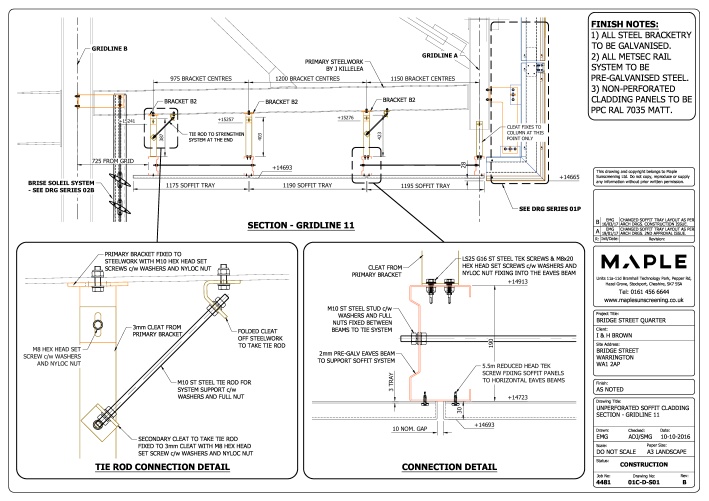 GRIDLINE B
GRIDLINE A
PRIMARY STEELWORK
BY J KILLELEA
975 BRACKET CENTRES
1200 BRACKET CENTRES
1150 BRACKET CENTRES
BRACKET B2
BRACKET B2
BRACKET B2
+15257
+15276
TIE ROD TO STRENGTHEN
SYSTEM AT THE END
403
423
CLEAT FIXES TO
COLUMN AT THIS
POINT ONLY
725 FROM GRID
+14693
+14665
BRISE SOLEIL SYSTEM
- SEE DRG SERIES 02B
1175 SOFFIT TRAY
1190 SOFFIT TRAY
1195 SOFFIT TRAY
SEE DRG SERIES 01P
SECTION - GRIDLINE 11
PRIMARY BRACKET FIXED TO
STEELWORK WITH M10 HEX HEAD SET
SCREWS c/w WASHERS AND NYLOC NUT
M8 HEX HEAD SET
SCREW c/w WASHERS
AND NYLOC NUT
3mm CLEAT FROM
PRIMARY BRACKET
FOLDED CLEAT
OFF STEELWORK
TO TAKE TIE ROD
M10 ST STEEL TIE ROD FOR
SYSTEM SUPPORT c/w
WASHERS AND FULL NUT
SECONDARY CLEAT TO TAKE TIE ROD
FIXED TO 3mm CLEAT WITH M8 HEX HEAD
SET SCREW c/w WASHERS AND NYLOC NUT
TIE ROD CONNECTION DETAIL
CLEAT FROM
PRIMARY BRACKET
LS25 G16 ST STEEL TEK SCREWS & M8x20
HEX HEAD SET SCREWS c/w WASHERS AND
NYLOC NUT FIXING INTO THE EAVES BEAM
+14913
M10 ST STEEL STUD c/w
WASHERS AND FULL
NUTS FIXED BETWEEN
BEAMS TO TIE SYSTEM
2mm PRE-GALV EAVES BEAM
TO SUPPORT SOFFIT SYSTEM
190
5.5m REDUCED HEAD TEK
SCREW FIXING SOFFIT PANELS
TO HORIZONTAL EAVES BEAMS
3 TRAY
+14723
30
+14693
10 NOM. GAP
CONNECTION DETAIL
FINISH NOTES:
1) ALL STEEL BRACKETRY
TO BE GALVANISED.
2) ALL METSEC RAIL
SYSTEM TO BE
PRE-GALVANISED STEEL.
3) NON-PERFORATED
CLADDING PANELS TO BE
PPC RAL 7035 MATT.
This drawing and copyright belongs to Maple
Sunscreening Ltd. Do not copy, reproduce or supply
any information without prior written permission.
B EMG CHANGED SOFFIT TRAY LAYOUT AS PER
ARCH DRGS. CONSTRUCTION ISSUE.
A EMG CHANGED SOFFIT TRAY LAYOUT AS PER
ARCH DRGS. 2ND APPROVAL ISSUE.
Revision:
MAPLE
Units 11a-11d Bramhall Technology Park, Pepper Rd,
Hazel Grove, Stockport, Cheshire, SK7 5SA
Tel: 0161 456 6644
www.maplesunscreening.co.uk
Project Title:
BRIDGE STREET QUARTER
Client:
I & H BROWN
Site Address:
BRIDGE STREET
WARRINGTON
WA1 2AP
Finish:
AS NOTED
Drawing Title:
UNPERFORATED SOFFIT CLADDING
SECTION - GRIDLINE 11
Drawn: Checked: Date:
EMG ADJ/SMG 10-10-2016
Scale: Paper Size:
DO NOT SCALE A3 LANDSCAPE
Status:
CONSTRUCTION
Job No: Drawing No: Rev:
4481 01C-D-S01 B